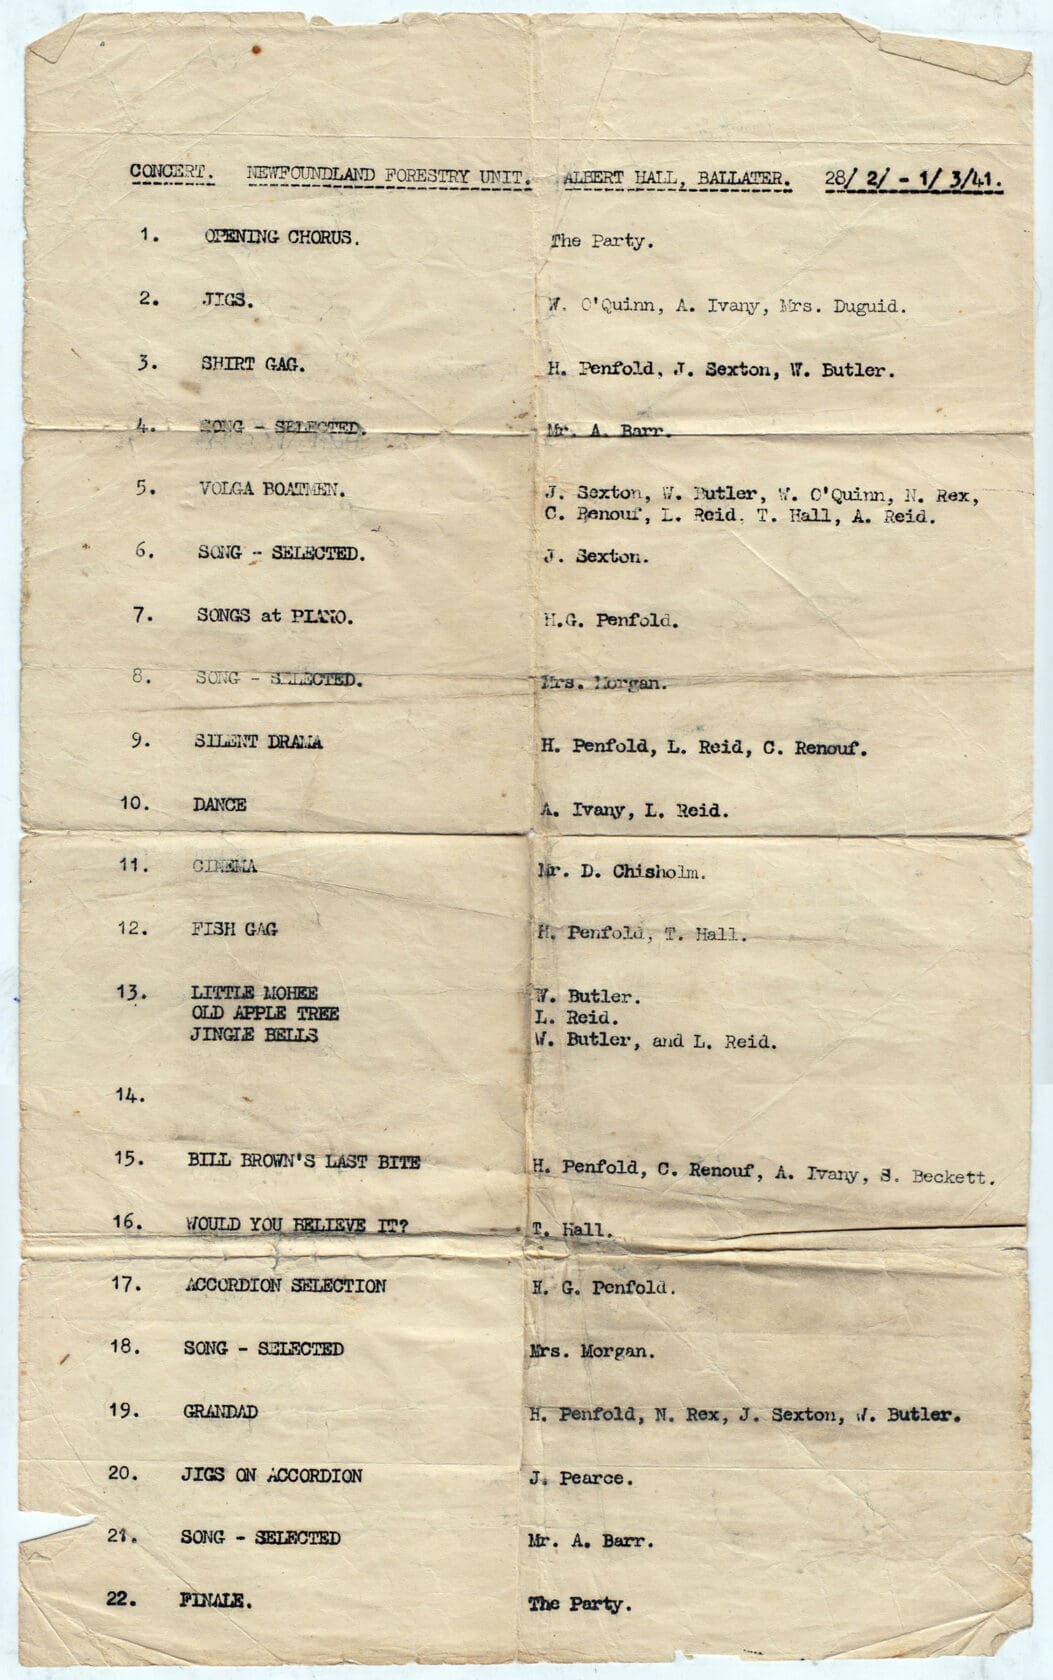 CONCERT. NEWFOUNDLAND FORESTRY UNIT. ALBERT HALL, BALLATER. 28/ 2/ - 1/ 3/41.
1. OPENING CHORUS. The Party.
2. JIGS. W. O'Quinn, A. Ivany, Mrs. Duguid.
3. SHIRT GAG. H. Penfold, J. Sexton, W. Butler.
4. SONG - SELECTED. Mr. A. Barr.
5. VOLGA BOATMEN. J. Sexton, W. Butler, W. O'Quinn, N. Rex,
C. Renouf, L. Reid. T. Hall, A. Reid.
6. SONG - SELECTED. J. Sexton.
7. SONGS at PIANO. H.G. Penfold.
8. SONG - SELECTED. Mrs. Morgan.
9. SILENT DRAMA H. Penfold, L. Reid, C. Renouf.
10. DANCE A. Ivany, L. Reid.
11. CINEMA Mr. D. Chisholm.
12. FISH GAG H. Penfold, T. Hall.
13. LITTLE MOHEE W. Butler.
OLD APPLE TREE L. Reid.
JINGLE BELLS W. Butler, and L. Reid.
14.
15. BILL BROWN'S LAST BITE H. Penfold, C. Renouf, A. Ivany, S. Beckett.
16. WOULD YOU BELIEVE IT? T. Hall.
17. ACCORDION SELECTION H. G. Penfold.
18. SONG - SELECTED Mrs. Morgan.
19. GRANDAD H. Penfold, N. Rex, J. Sexton, W. Butler.
20. JIGS ON ACCORDION J. Pearce.
21. SONG - SELECTED Mr. A. Barr.
22. FINALE. The Party.